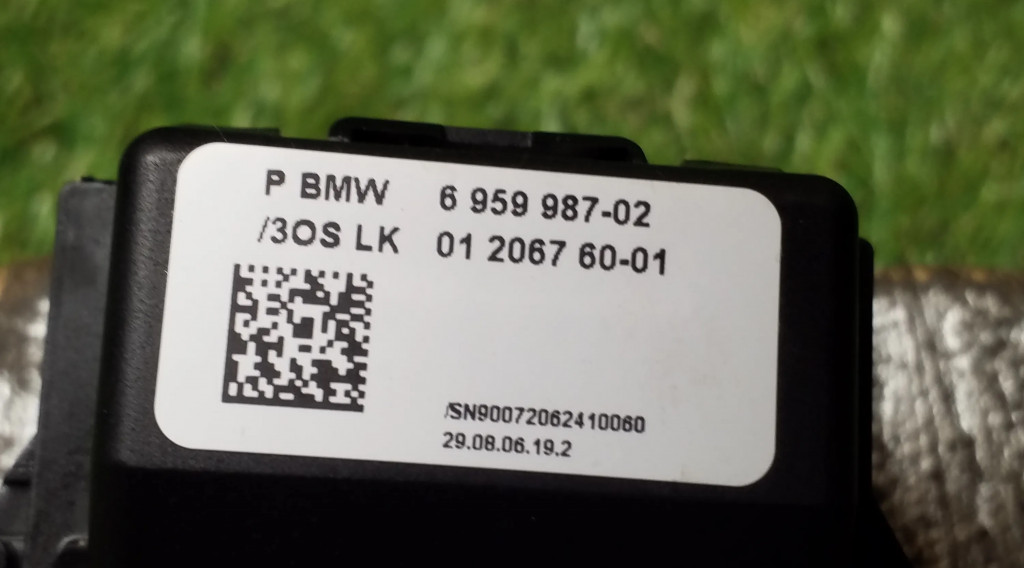 P BMW 6 959 987-02
/3OS LK 01 2067 60-01
/SN90072062410060
29.08.06.19.2